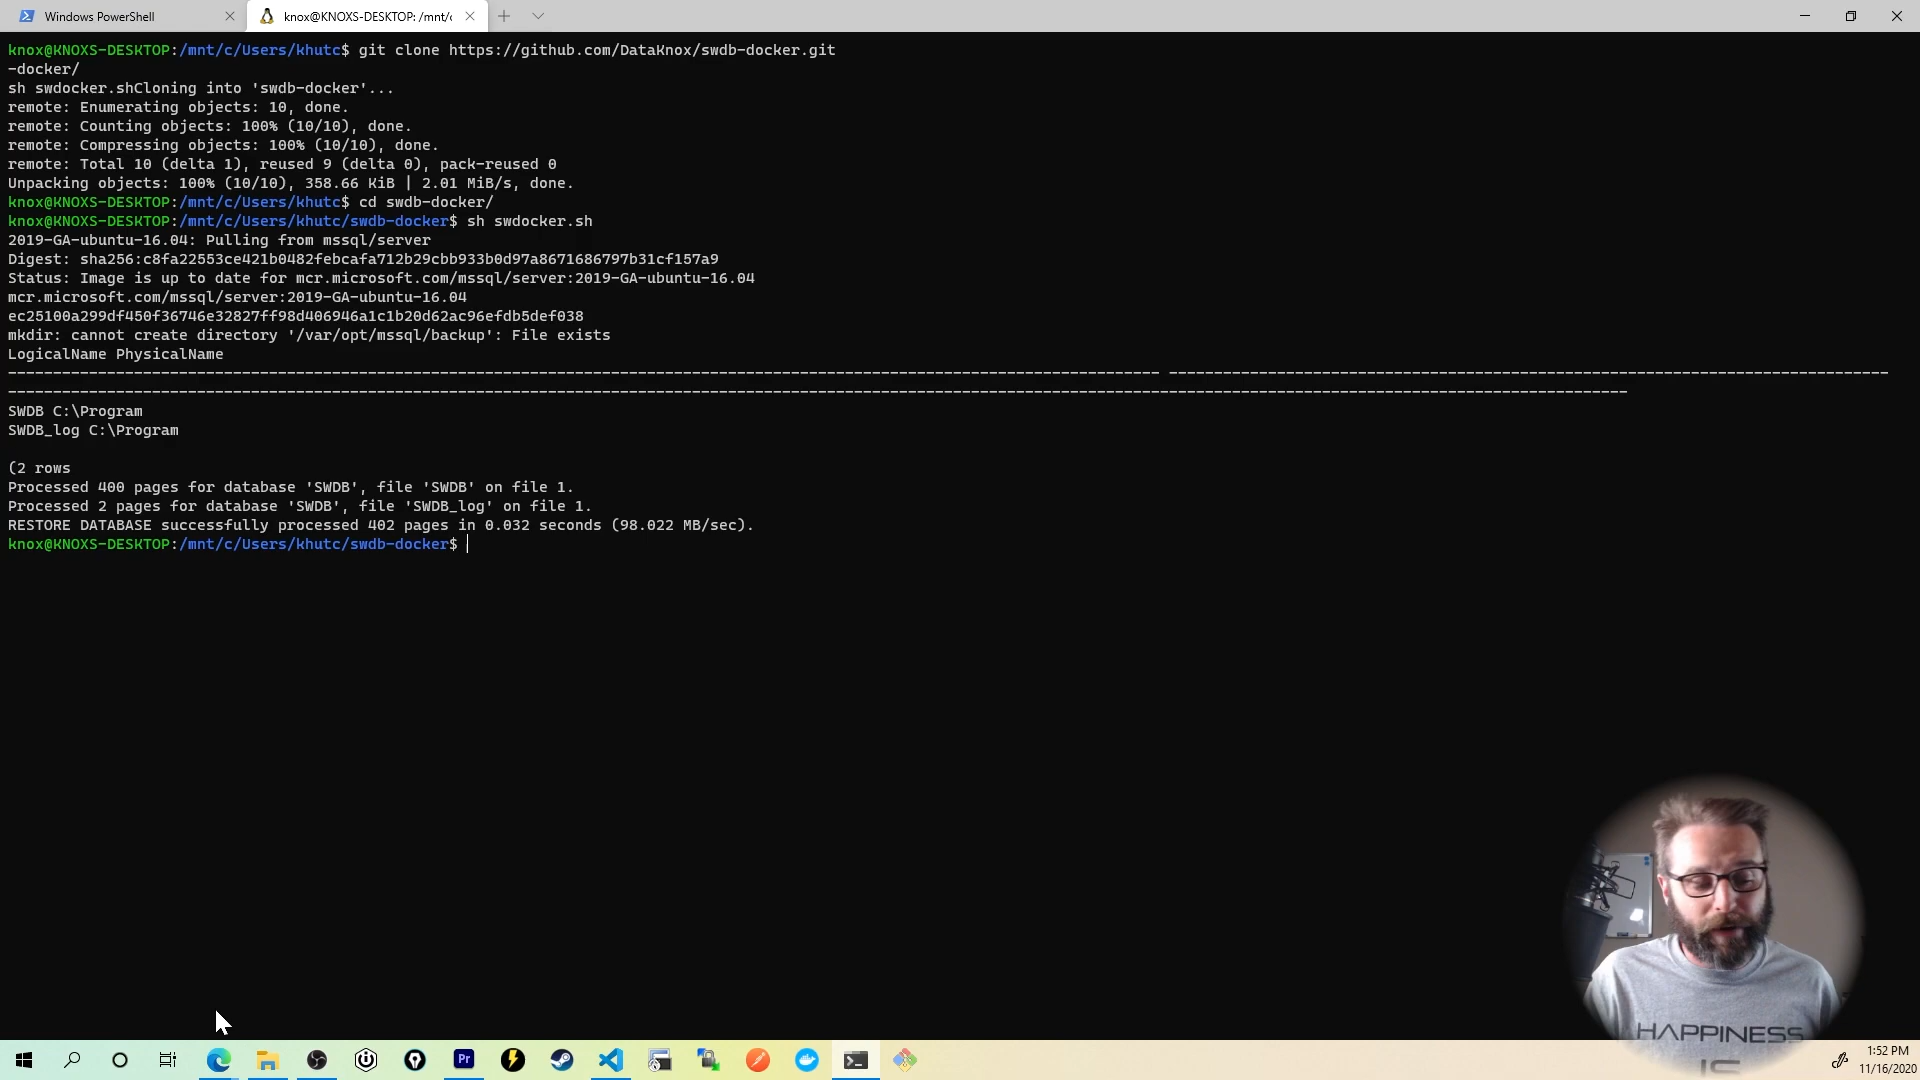 Windows PowerShell
knox@KNOXS-DESKTOP: /mnt/c
knox@KNOXS-DESKTOP:/mnt/c/Users/khutc$ git clone https://github.com/DataKnox/swdb-docker.git
-docker/
sh swdocker.shCloning into 'swdb-docker'...
remote: Enumerating objects: 10, done.
remote: Counting objects: 100% (10/10), done.
remote: Compressing objects: 100% (10/10), done.
remote: Total 10 (delta 1), reused 9 (delta 0), pack-reused 0
Unpacking objects: 100% (10/10), 358.66 KiB | 2.01 MiB/s, done.
knox@KNOXS-DESKTOP:/mnt/c/Users/khutc$ cd swdb-docker/
knox@KNOXS-DESKTOP:/mnt/c/Users/khutc/swdb-docker$ sh swdocker.sh
2019-GA-ubuntu-16.04: Pulling from mssql/server
Digest: sha256:c8fa22553ce421b0482febcafa712b29cbb933b0d97a8671686797b31cf157a9
Status: Image is up to date for mcr.microsoft.com/mssql/server:2019-GA-ubuntu-16.04
mcr.microsoft.com/mssql/server:2019-GA-ubuntu-16.04
ec25100a299df450f36746e32827ff98d406946a1c1b20d62ac96efdb5def038
mkdir: cannot create directory '/var/opt/mssql/backup': File exists
LogicalName PhysicalName
SWDB C:\Program
SWDB_log C:\Program
(2 rows
Processed 400 pages for database 'SWDB', file 'SWDB' on file 1.
Processed 2 pages for database 'SWDB', file 'SWDB_log' on file 1.
RESTORE DATABASE successfully processed 402 pages in 0.032 seconds (98.022 MB/sec).
knox@KNOXS-DESKTOP:/mnt/c/Users/khutc/swdb-docker$
HAPPINESS
IS
Pr
1:52 PM
11/16/2020